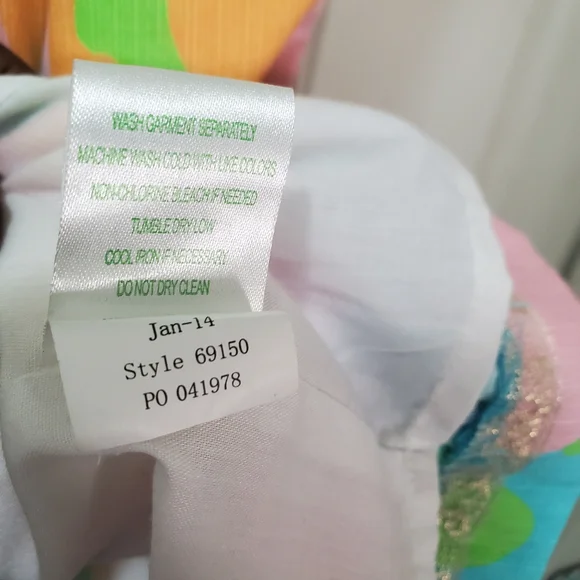 WASH GARMENT SEPARATELY
MACHINE WASH COLD WITH LIKE COLORS
NON-CHLORINE BLEACH IF NEEDED
TUMBLE DRY LOW
COOL IRON IF NECESSARY
DO NOT DRY CLEAN
Jan-14
Style 69150
PO 041978